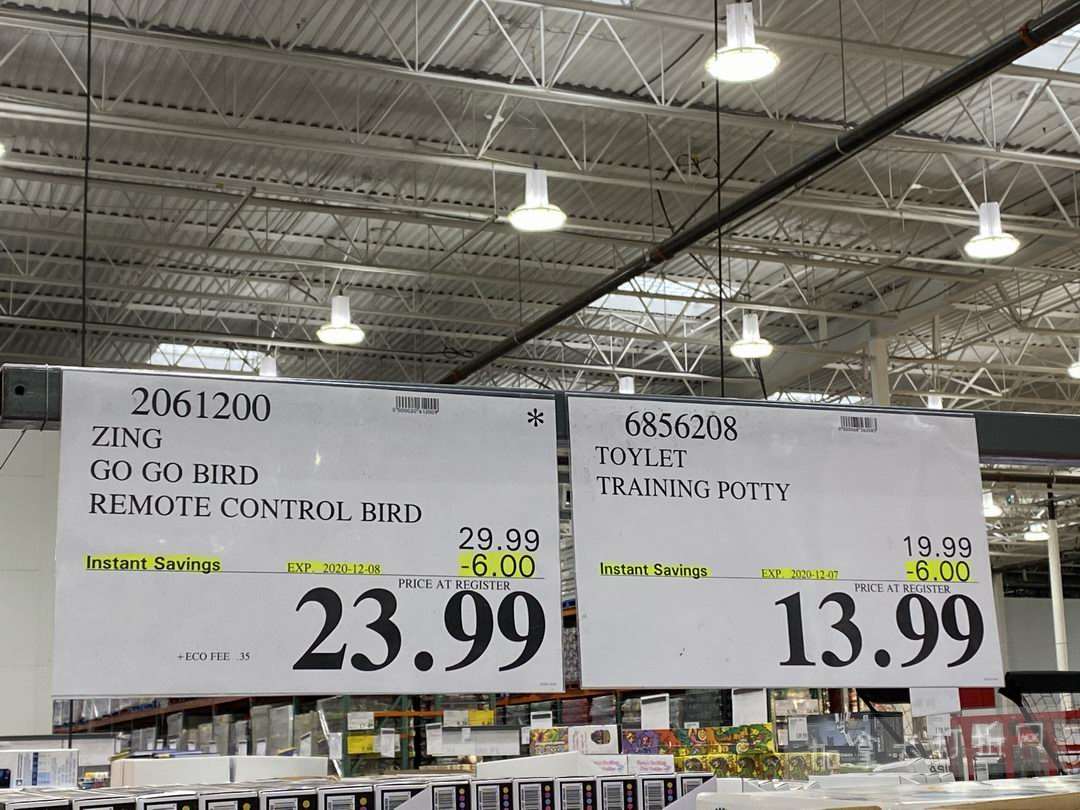 2061200
*
ZING
GO GO BIRD
REMOTE CONTROL BIRD
29.99
Instant Savings EXP. 2020-12-08 -6.00
PRICE AT REGISTER
23.99
+ECO FEE .35
6856208
TOYLET
TRAINING POTTY
19.99
Instant Savings EXP. 2020-12-07 -6.00
PRICE AT REGISTER
13.99